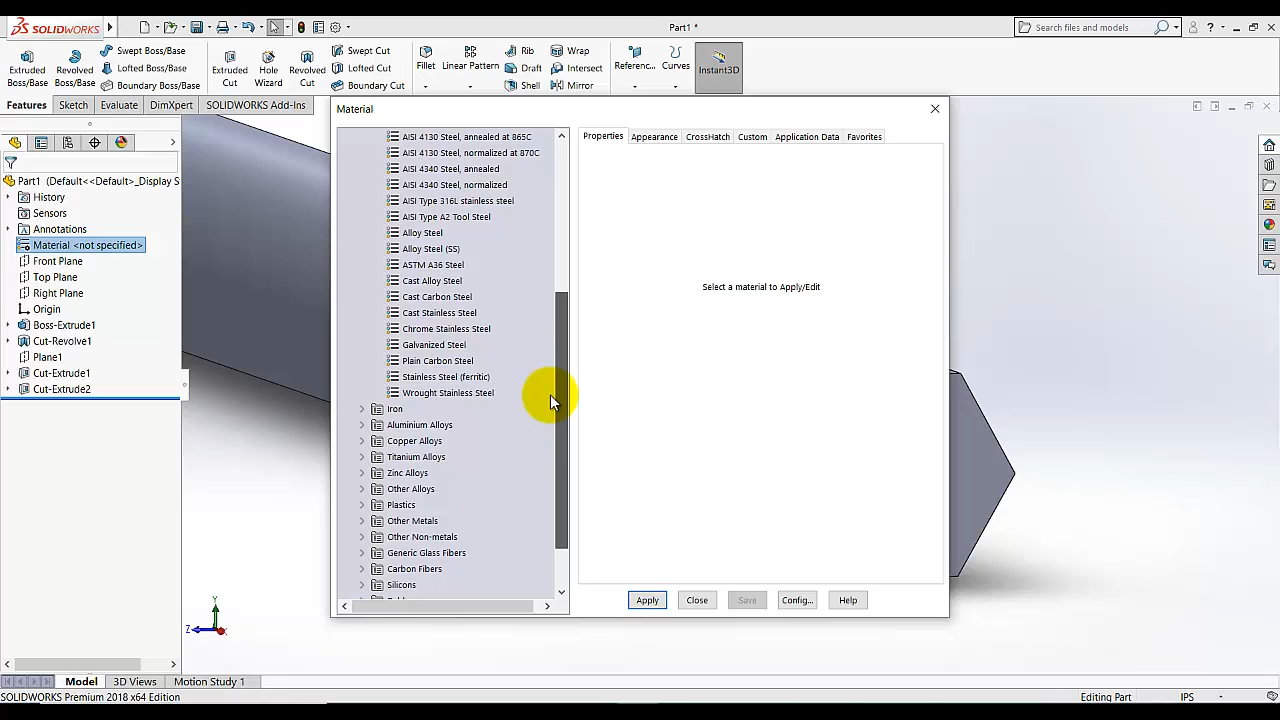 SOLIDWORKS
Part1 *
Search files and models
?
Extruded Boss/Base
Revolved Boss/Base
Swept Boss/Base
Lofted Boss/Base
Boundary Boss/Base
Extruded Cut
Hole Wizard
Revolved Cut
Swept Cut
Lofted Cut
Boundary Cut
Fillet
Linear Pattern
Rib
Draft
Shell
Wrap
Intersect
Mirror
Referenc...
Curves
Instant3D
Features
Sketch
Evaluate
DimXpert
SOLIDWORKS Add-Ins
Part1 (Default<<Default>_Display S
History
Sensors
Annotations
Material <not specified>
Front Plane
Top Plane
Right Plane
Origin
Boss-Extrude1
Cut-Revolve1
Plane1
Cut-Extrude1
Cut-Extrude2
Material
AISI 4130 Steel, annealed at 865C
AISI 4130 Steel, normalized at 870C
AISI 4340 Steel, annealed
AISI 4340 Steel, normalized
AISI Type 316L stainless steel
AISI Type A2 Tool Steel
Alloy Steel
Alloy Steel (SS)
ASTM A36 Steel
Cast Alloy Steel
Cast Carbon Steel
Cast Stainless Steel
Chrome Stainless Steel
Galvanized Steel
Plain Carbon Steel
Stainless Steel (ferritic)
Wrought Stainless Steel
Iron
Aluminium Alloys
Copper Alloys
Titanium Alloys
Zinc Alloys
Other Alloys
Plastics
Other Metals
Other Non-metals
Generic Glass Fibers
Carbon Fibers
Silicons
Properties
Appearance
CrossHatch
Custom
Application Data
Favorites
Select a material to Apply/Edit
Apply
Close
Save
Config...
Help
Y
Z
X
Model
3D Views
Motion Study 1
SOLIDWORKS Premium 2018 x64 Edition
Editing Part
IPS